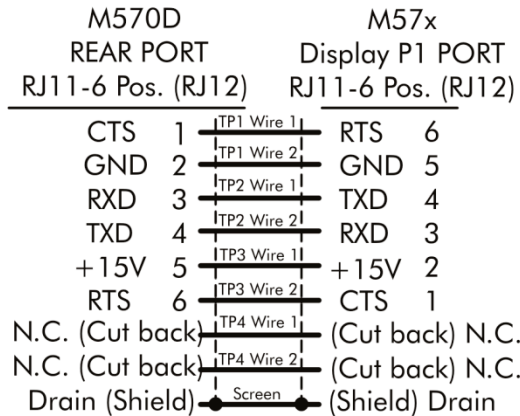 M570D M57x
REAR PORT Display P1 PORT
RJ11-6 Pos. (RJ12) RJ11-6 Pos. (RJ12)
CTS 1 TP1 Wire 1 RTS 6
GND 2 TP1 Wire 2 GND 5
RXD 3 TP2 Wire 1 TXD 4
TXD 4 TP2 Wire 2 RXD 3
+15V 5 TP3 Wire 1 +15V 2
RTS 6 TP3 Wire 2 CTS 1
N.C. (Cut back) TP4 Wire 1 (Cut back) N.C.
N.C. (Cut back) TP4 Wire 2 (Cut back) N.C.
Drain (Shield) Screen (Shield) Drain